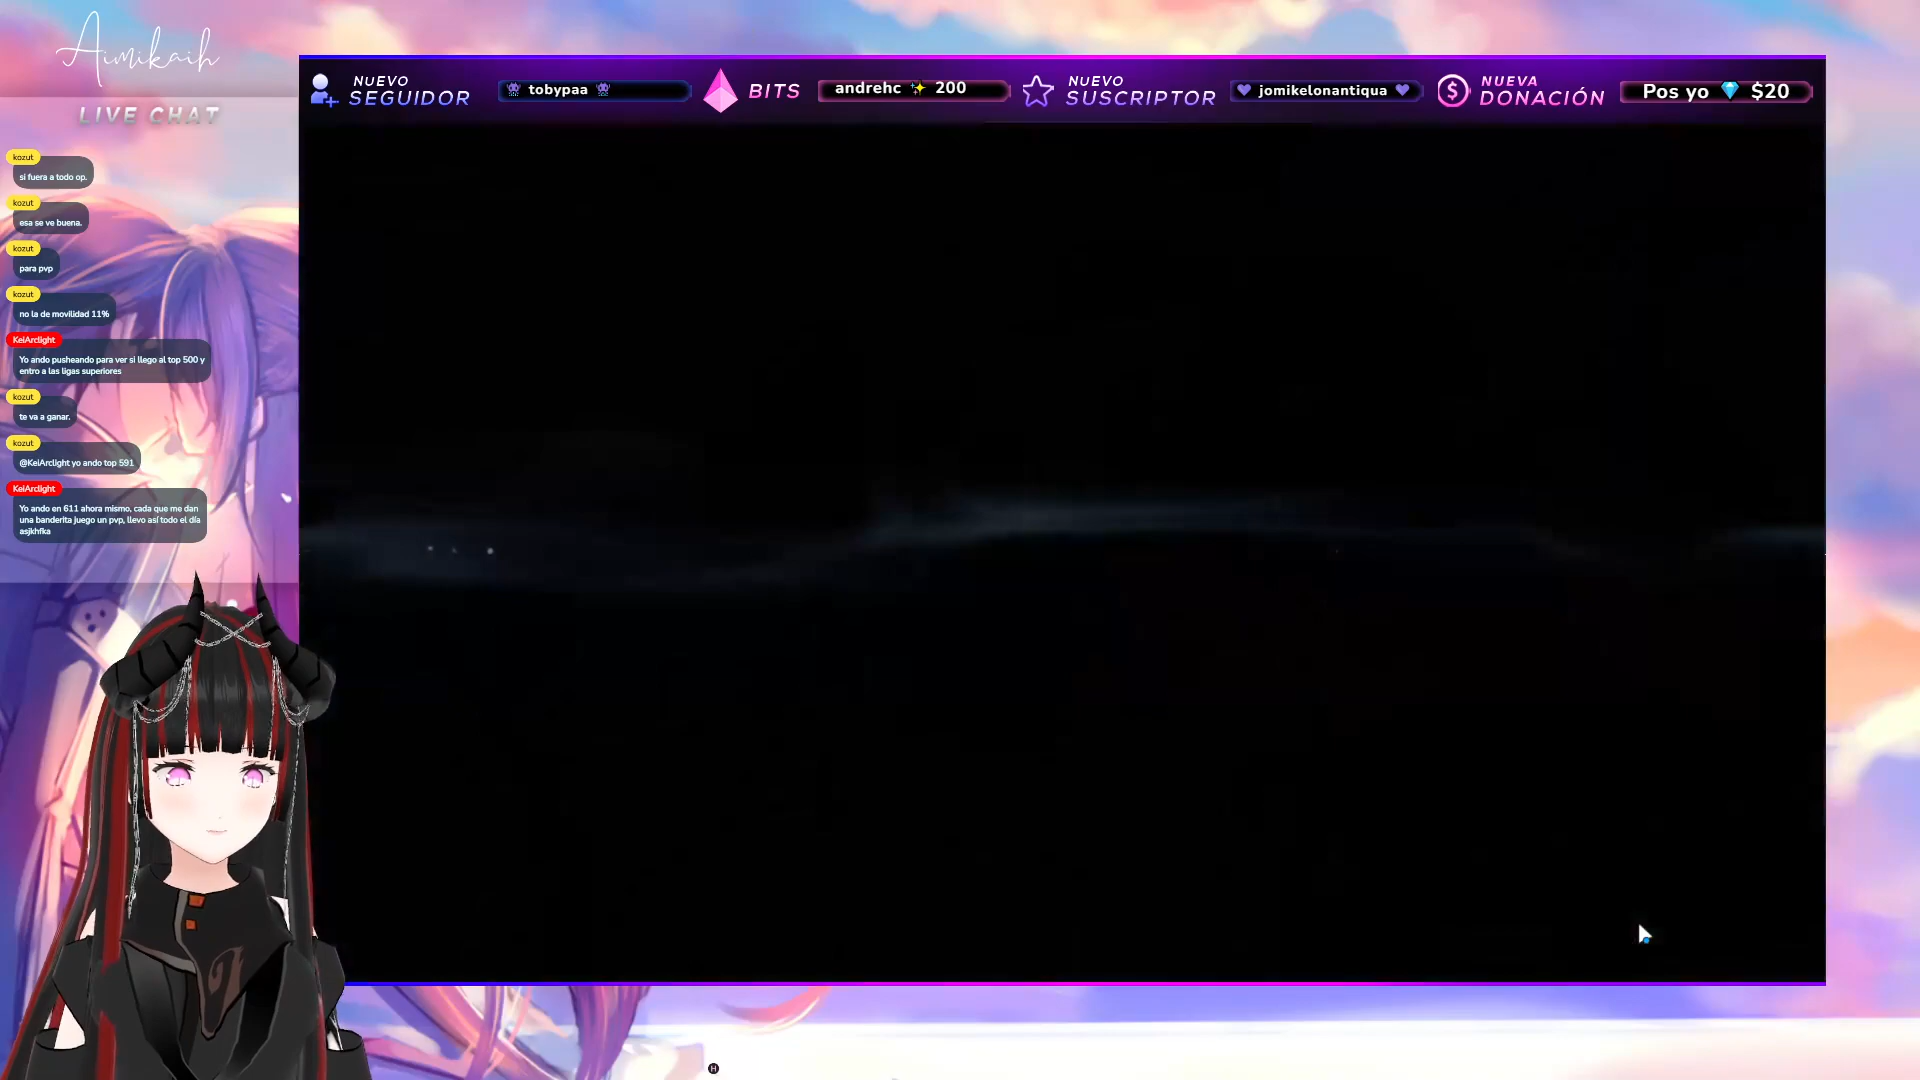 Aimikaih
LIVE CHAT
NUEVO
SEGUIDOR
tobypaa
BITS
andrehc 200
NUEVO
SUSCRIPTOR
jomikelonantiqua
NUEVA
DONACIÓN
Pos yo $20
kozut
si fuera a todo op.
kozut
esa se ve buena.
kozut
para pvp
kozut
no la de movilidad 11%
KeiArclight
Yo ando pusheando para ver si llego al top 500 y
entro a las ligas superiores
kozut
te va a ganar.
kozut
@KeiArclight yo ando top 591
KeiArclight
Yo ando en 611 ahora mismo, cada que me dan
una banderita juego un pvp, llevo así todo el día
asjkhfka
H